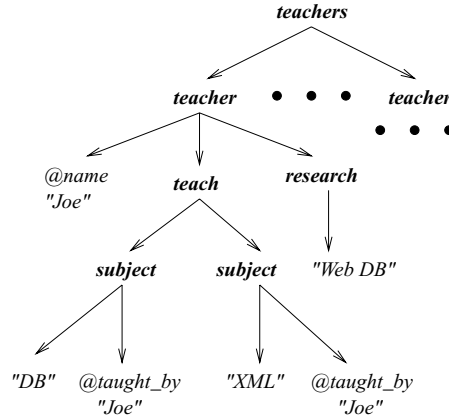 teachers
teacher
teacher
@name
"Joe"
teach
research
subject
subject
"Web DB"
"DB"
@taught_by
"Joe"
"XML"
@taught_by
"Joe"